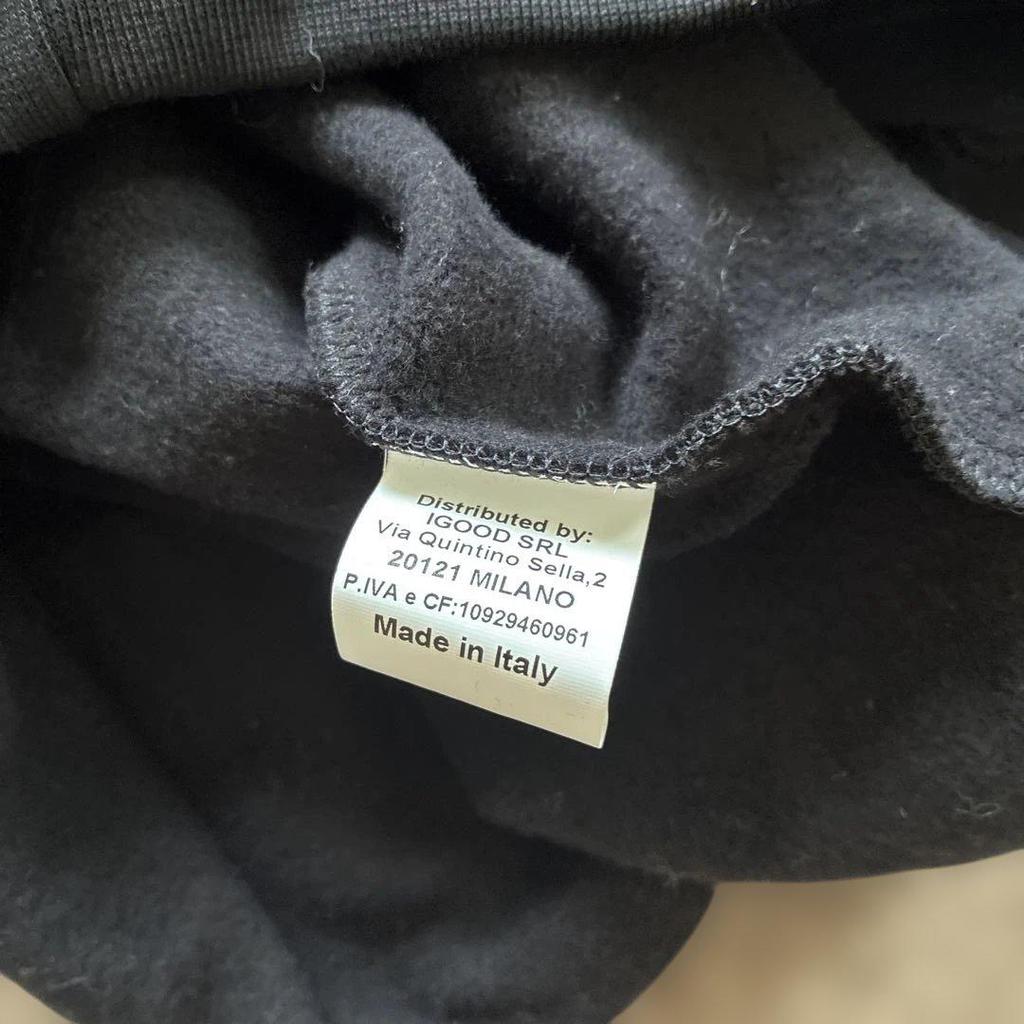 Distributed by:
IGOOD SRL
Via Quintino Sella,2
20121 MILANO
P.IVA e CF:10929460961
Made in Italy